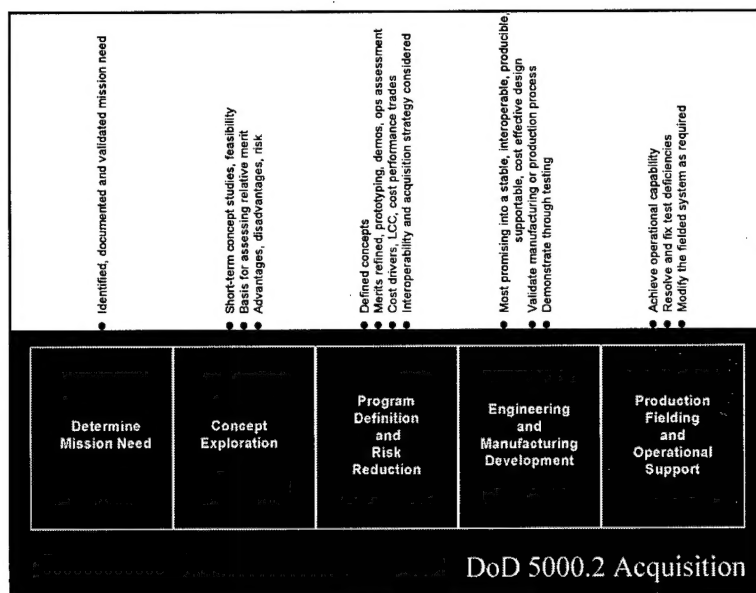 ● Identified, documented and validated mission need
● Short-term concept studies, feasibility
● Basis for assessing relative merit
● Advantages, disadvantages, risk
● Defined concepts
● Merits refined, prototyping, demos, ops assessment
● Cost drivers, LCC, cost performance trades
● Interoperability and acquisition strategy considered
● Most promising into a stable, interoperable, producible,
supportable, cost effective design
● Validate manufacturing or production process
● Demonstrate through testing
● Achieve operational capability
● Resolve and fix test deficiencies
● Modify the fielded system as required
Determine
Mission Need
Concept
Exploration
Program
Definition
and
Risk
Reduction
Engineering
and
Manufacturing
Development
Production
Fielding
and
Operational
Support
DoD 5000.2 Acquisition